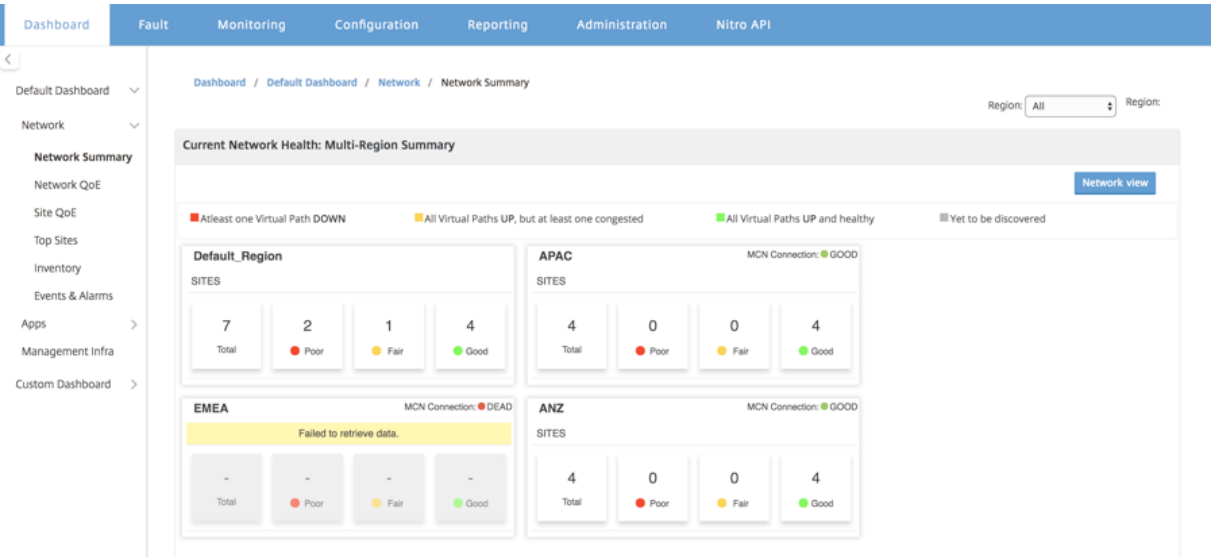 Dashboard Fault Monitoring Configuration Reporting Administration Nitro API
<
Default Dashboard
Network
Network Summary
Network QoE
Site QoE
Top Sites
Inventory
Events & Alarms
Apps
Management Infra
Custom Dashboard
Dashboard / Default Dashboard / Network / Network Summary
Region: All Region:
Current Network Health: Multi-Region Summary
Network view
Atleast one Virtual Path DOWN All Virtual Paths UP, but at least one congested All Virtual Paths UP and healthy Yet to be discovered
Default_Region
SITES
7 2 1 4
Total Poor Fair Good
APAC MCN Connection: GOOD
SITES
4 0 0 4
Total Poor Fair Good
EMEA MCN Connection: DEAD
Failed to retrieve data.
- - - -
Total Poor Fair Good
ANZ MCN Connection: GOOD
SITES
4 0 0 4
Total Poor Fair Good